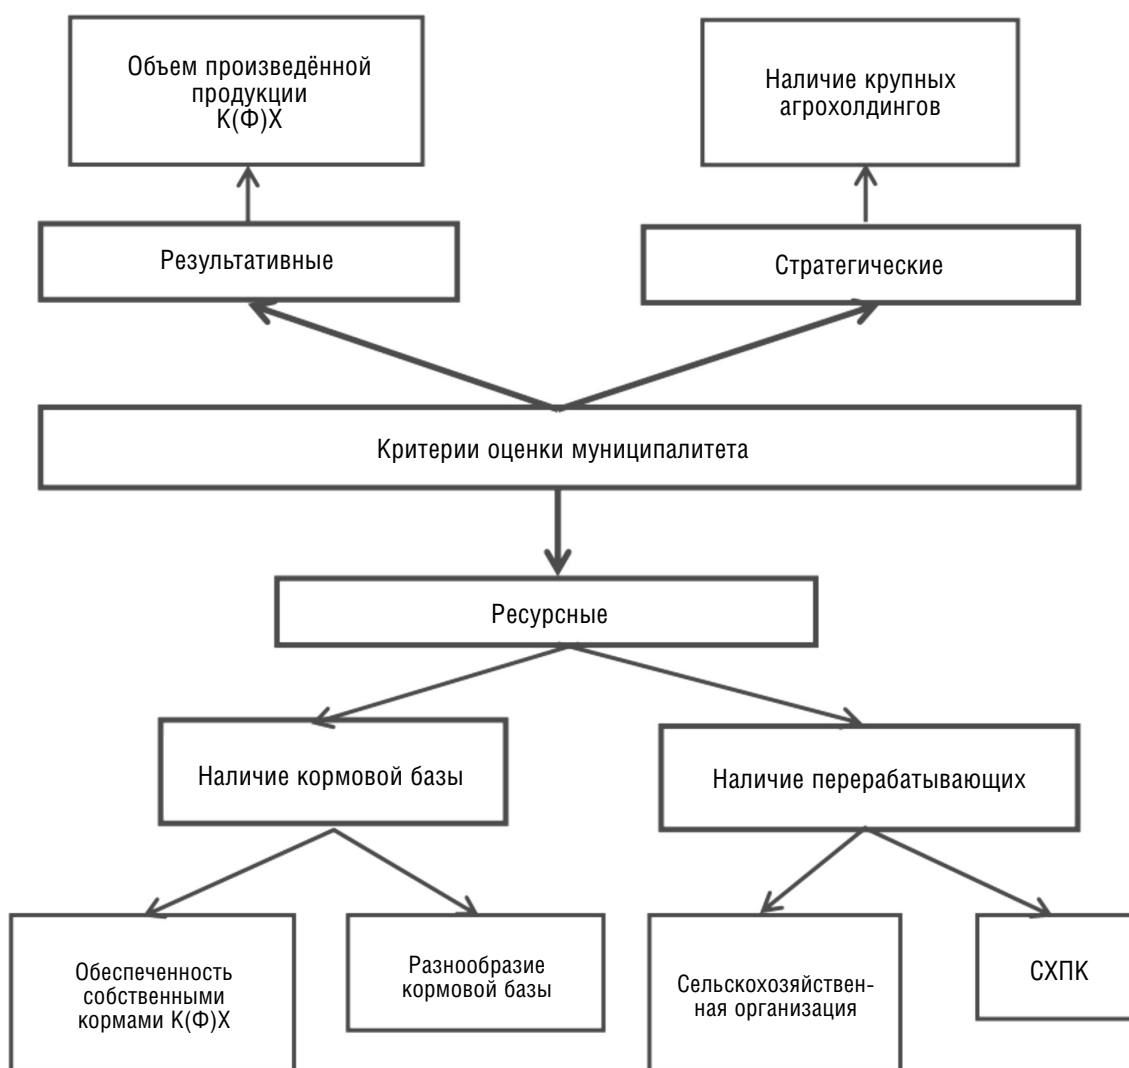 Объем произведённой
продукции
К(Ф)Х
Наличие крупных
агрохолдингов
Результативные
Стратегические
Критерии оценки муниципалитета
Ресурсные
Наличие кормовой базы
Наличие перерабатывающих
Обеспеченность
собственными
кормами К(Ф)Х
Разнообразие
кормовой базы
Сельскохозяйствен-
ная организация
СХПК